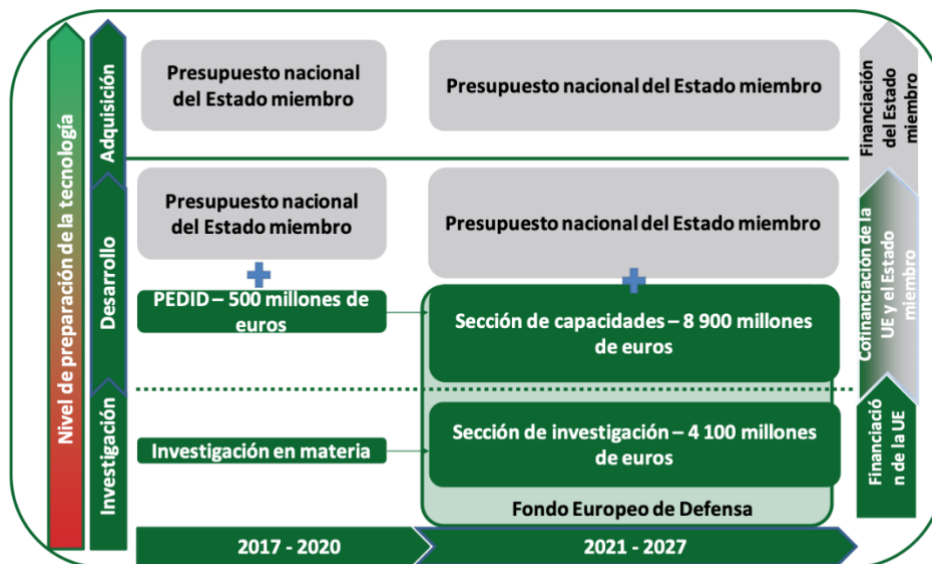 Nivel de preparación de la tecnología
Adquisición
Desarrollo
Investigación
Presupuesto nacional
del Estado miembro
Presupuesto nacional del Estado miembro
Financiación
del Estado
miembro
Presupuesto nacional
del Estado miembro
Presupuesto nacional del Estado miembro
PEDID – 500 millones de
euros
Sección de capacidades – 8 900 millones
de euros
Cofinanciación de la
UE y el Estado
miembro
Investigación en materia
Sección de investigación – 4 100 millones
de euros
Financiació
n de la UE
Fondo Europeo de Defensa
2017 - 2020
2021 - 2027